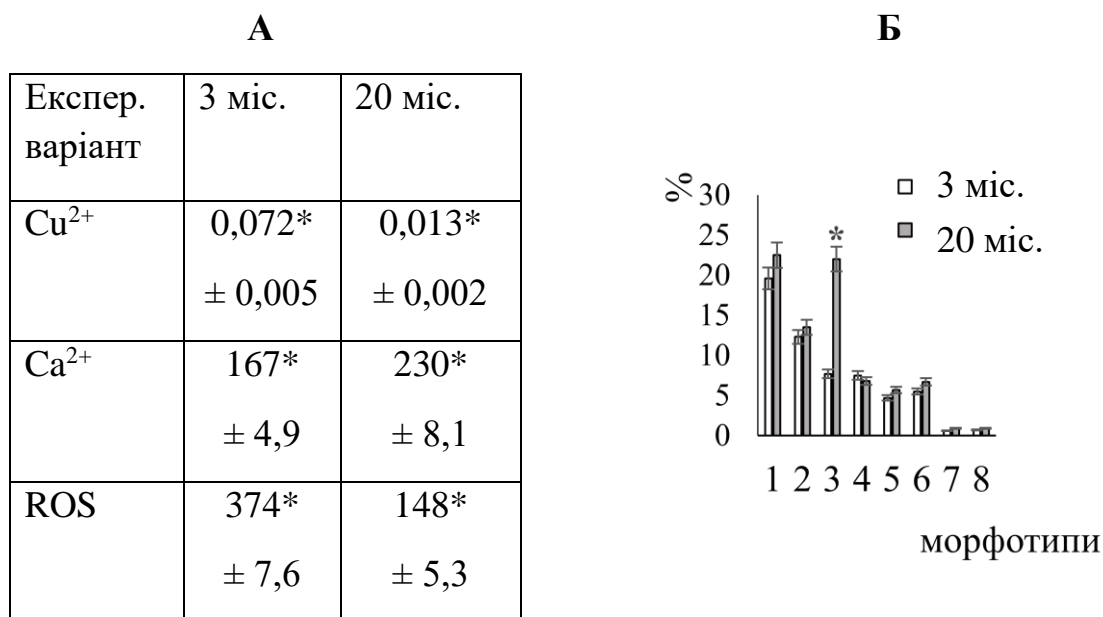 А
Експер. варіант
3 міс.
20 міс.
Cu²⁺
0,072*
± 0,005
0,013*
± 0,002
Ca²⁺
167*
± 4,9
230*
± 8,1
ROS
374*
± 7,6
148*
± 5,3
Б
%
30
25
20
15
10
5
0
*
3 міс.
20 міс.
1 2 3 4 5 6 7 8
морфотипи